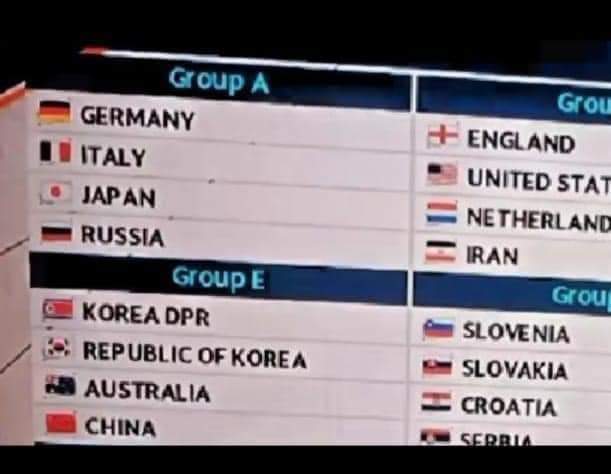 Group A
GERMANY
ITALY
JAPAN
RUSSIA
Group E
KOREA DPR
REPUBLIC OF KOREA
AUSTRALIA
CHINA
Grou
ENGLAND
UNITED STAT
NETHERLAND
IRAN
Group
SLOVENIA
SLOVAKIA
CROATIA
SERBIA